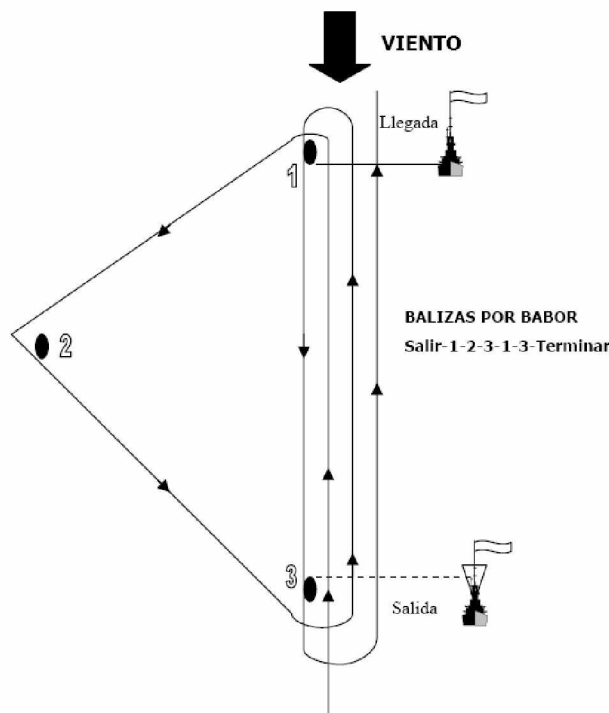 VIENTO
Llegada
1
BALIZAS POR BABOR
2
Salir-1-2-3-1-3-Terminar
3
Salida